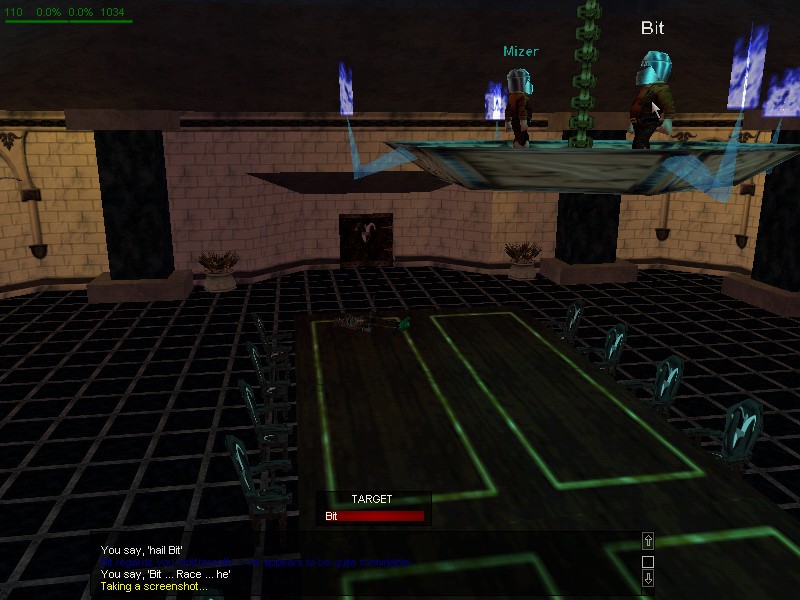 110 0.0% 0.0% 1034
Bit
Mizer
TARGET
Bit
You say, 'hail Bit'
You say, 'Bit ... Race ... he'
Taking a screenshot...